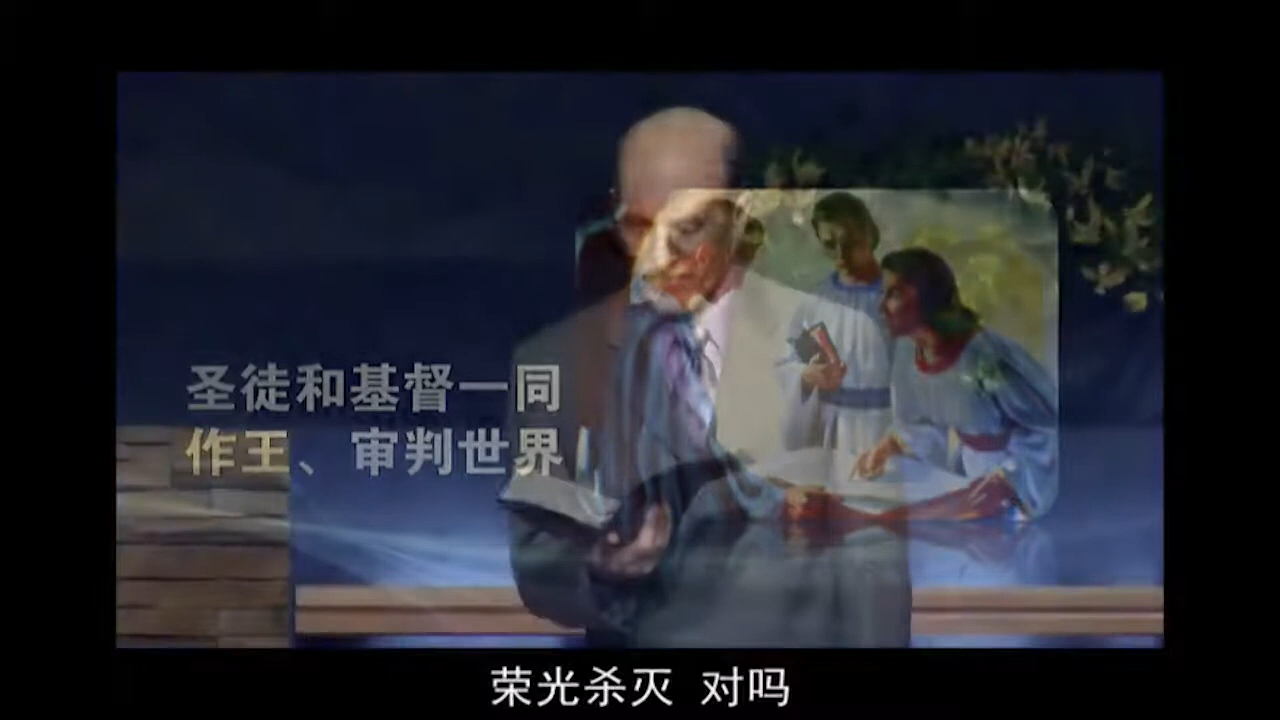 圣徒和基督一同
作王、审判世界
荣光杀灭 对吗